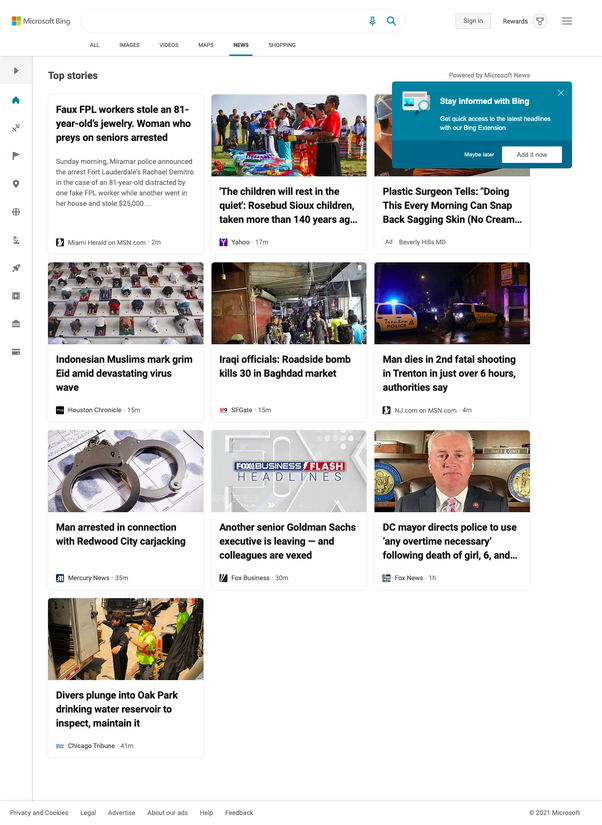 Microsoft Bing
Sign in
Rewards
ALL
IMAGES
VIDEOS
MAPS
NEWS
SHOPPING
Top stories
Powered by Microsoft News
Stay informed with Bing
Get quick access to the latest headlines
with our Bing Extension
Maybe later
Add it now
Faux FPL workers stole an 81-
year-old's jewelry. Woman who
preys on seniors arrested
Sunday morning, Miramar police announced
the arrest Fort Lauderdale's Rachael Demitro
in the case of an 81-year-old distracted by
one fake FPL worker while another went in
her house and stole $25,000 ...
Miami Herald on MSN.com · 2m
'The children will rest in the
quiet': Rosebud Sioux children,
taken more than 140 years ag...
Yahoo · 17m
Plastic Surgeon Tells: "Doing
This Every Morning Can Snap
Back Sagging Skin (No Cream...
Ad
Beverly Hills MD
Indonesian Muslims mark grim
Eid amid devastating virus
wave
Houston Chronicle · 15m
Iraqi officials: Roadside bomb
kills 30 in Baghdad market
SFGate · 15m
Trenton
POLICE
Man dies in 2nd fatal shooting
in Trenton in just over 6 hours,
authorities say
NJ.com on MSN.com · 4m
Man arrested in connection
with Redwood City carjacking
Mercury News · 35m
FOX BUSINESS FLASH
HEADLINES
Another senior Goldman Sachs
executive is leaving — and
colleagues are vexed
Fox Business · 30m
DC mayor directs police to use
'any overtime necessary'
following death of girl, 6, and...
Fox News · 1h
Divers plunge into Oak Park
drinking water reservoir to
inspect, maintain it
Chicago Tribune · 41m
Privacy and Cookies
Legal
Advertise
About our ads
Help
Feedback
© 2021 Microsoft